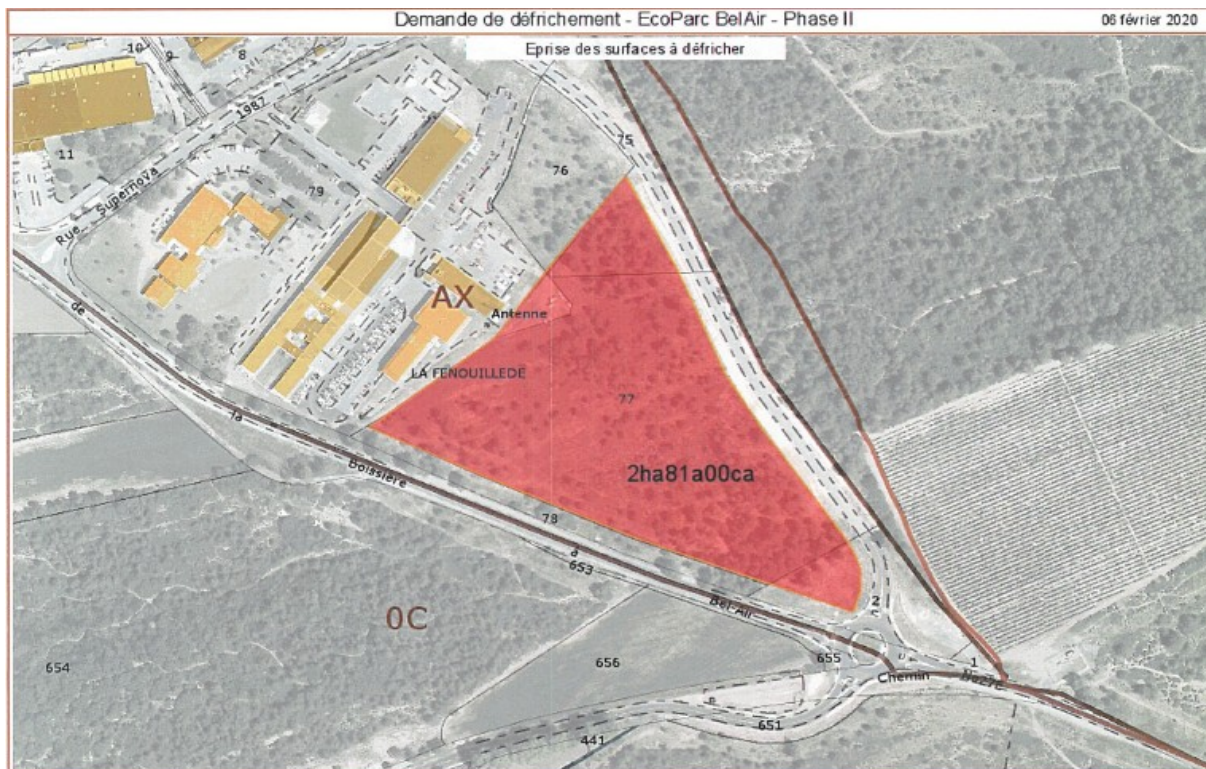 Demande de défrichement - EcoParc BelAir - Phase II
06 février 2020
Eprise des surfaces à défricher
10
9
8
1987
11
Rue Supernova
79
75
76
AX
Antenne
de
LA FENOUILLEDE
77
la
Boissière
2ha81a00ca
78
à
653
Bel-Air
2
0C
654
656
655
1
Chemin
651
441